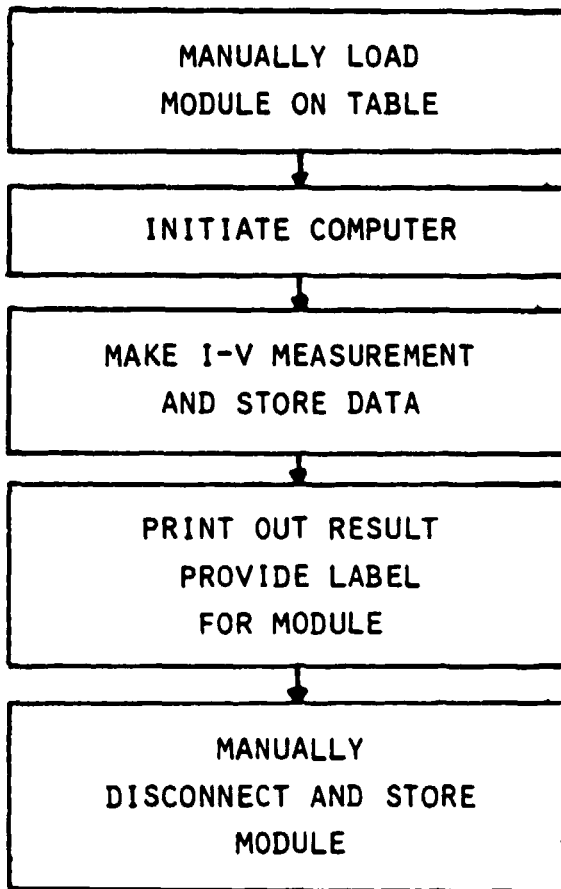 MANUALLY LOAD
MODULE ON TABLE
INITIATE COMPUTER
MAKE I-V MEASUREMENT
AND STORE DATA
PRINT OUT RESULT
PROVIDE LABEL
FOR MODULE
MANUALLY
DISCONNECT AND STORE
MODULE